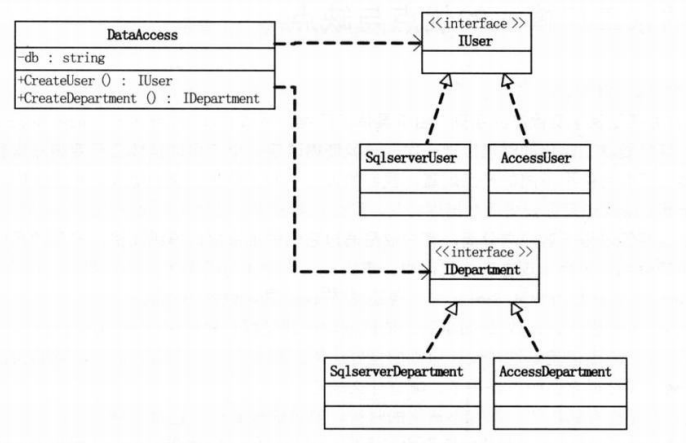 DataAccess
-db : string
+CreateUser () : IUser
+CreateDepartment () : IDepartment
<<interface>>
IUser
SqlserverUser
AccessUser
<<interface>>
IDepartment
SqlserverDepartment
AccessDepartment